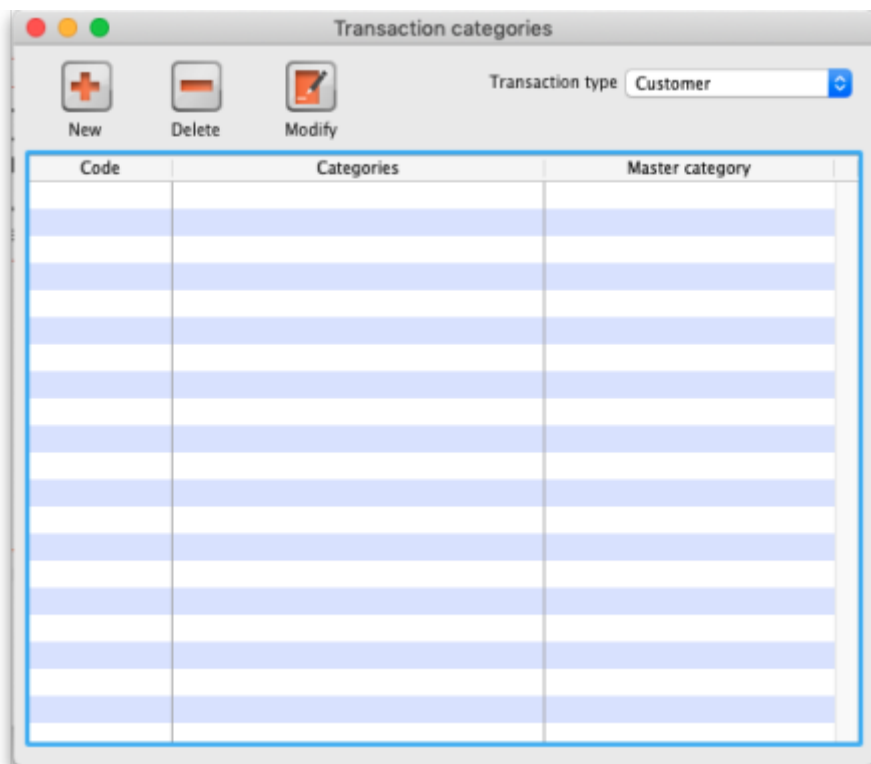 Transaction categories
Transaction type Customer
New Delete Modify
Code Categories Master category